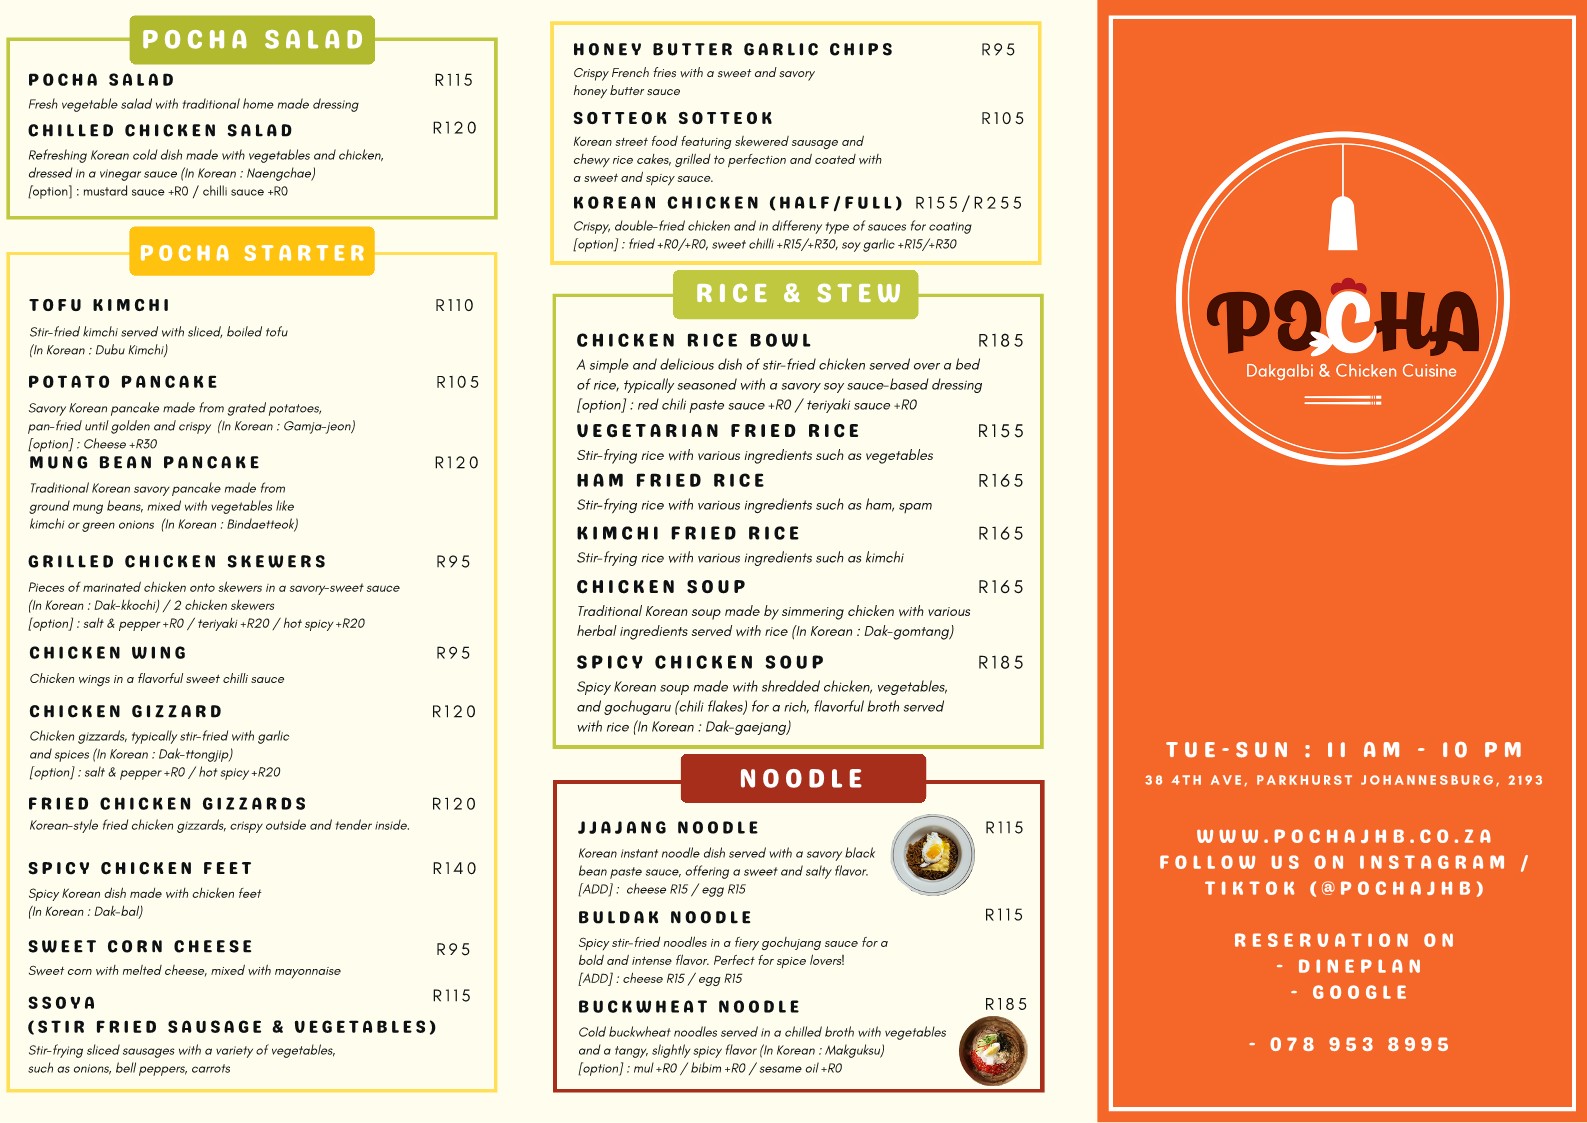 POCHA SALAD
POCHA SALAD R115
Fresh vegetable salad with traditional home made dressing
CHILLED CHICKEN SALAD R120
Refreshing Korean cold dish made with vegetables and chicken,
dressed in a vinegar sauce (In Korean : Naengchae)
[option] : mustard sauce +R0 / chilli sauce +R0
POCHA STARTER
TOFU KIMCHI R110
Stir-fried kimchi served with sliced, boiled tofu
(In Korean : Dubu Kimchi)
POTATO PANCAKE R105
Savory Korean pancake made from grated potatoes,
pan-fried until golden and crispy (In Korean : Gamja-jeon)
[option] : Cheese +R30
MUNG BEAN PANCAKE R120
Traditional Korean savory pancake made from
ground mung beans, mixed with vegetables like
kimchi or green onions (In Korean : Bindaetteok)
GRILLED CHICKEN SKEWERS R95
Pieces of marinated chicken onto skewers in a savory-sweet sauce
(In Korean : Dak-kkochi) / 2 chicken skewers
[option] : salt & pepper +R0 / teriyaki +R20 / hot spicy +R20
CHICKEN WING R95
Chicken wings in a flavorful sweet chilli sauce
CHICKEN GIZZARD R120
Chicken gizzards, typically stir-fried with garlic
and spices (In Korean : Dak-ttongjip)
[option] : salt & pepper +R0 / hot spicy +R20
FRIED CHICKEN GIZZARDS R120
Korean-style fried chicken gizzards, crispy outside and tender inside.
SPICY CHICKEN FEET R140
Spicy Korean dish made with chicken feet
(In Korean : Dak-bal)
SWEET CORN CHEESE R95
Sweet corn with melted cheese, mixed with mayonnaise
SSOYA R115
(STIR FRIED SAUSAGE & VEGETABLES)
Stir-frying sliced sausages with a variety of vegetables,
such as onions, bell peppers, carrots
HONEY BUTTER GARLIC CHIPS R95
Crispy French fries with a sweet and savory
honey butter sauce
SOTTEOK SOTTEOK R105
Korean street food featuring skewered sausage and
chewy rice cakes, grilled to perfection and coated with
a sweet and spicy sauce.
KOREAN CHICKEN (HALF/FULL) R155/R255
Crispy, double-fried chicken and in differeny type of sauces for coating
[option] : fried +R0/+R0, sweet chilli +R15/+R30, soy garlic +R15/+R30
RICE & STEW
CHICKEN RICE BOWL R185
A simple and delicious dish of stir-fried chicken served over a bed
of rice, typically seasoned with a savory soy sauce-based dressing
[option] : red chili paste sauce +R0 / teriyaki sauce +R0
VEGETARIAN FRIED RICE R155
Stir-frying rice with various ingredients such as vegetables
HAM FRIED RICE R165
Stir-frying rice with various ingredients such as ham, spam
KIMCHI FRIED RICE R165
Stir-frying rice with various ingredients such as kimchi
CHICKEN SOUP R165
Traditional Korean soup made by simmering chicken with various
herbal ingredients served with rice (In Korean : Dak-gomtang)
SPICY CHICKEN SOUP R185
Spicy Korean soup made with shredded chicken, vegetables,
and gochugaru (chili flakes) for a rich, flavorful broth served
with rice (In Korean : Dak-gaejang)
NOODLE
JJAJANG NOODLE R115
Korean instant noodle dish served with a savory black
bean paste sauce, offering a sweet and salty flavor.
[ADD] : cheese R15 / egg R15
BULDAK NOODLE R115
Spicy stir-fried noodles in a fiery gochujang sauce for a
bold and intense flavor. Perfect for spice lovers!
[ADD] : cheese R15 / egg R15
BUCKWHEAT NOODLE R185
Cold buckwheat noodles served in a chilled broth with vegetables
and a tangy, slightly spicy flavor (In Korean : Makguksu)
[option] : mul +R0 / bibim +R0 / sesame oil +R0
POCHA
Dakgalbi & Chicken Cuisine
TUE-SUN : 11 AM - 10 PM
38 4TH AVE, PARKHURST JOHANNESBURG, 2193
WWW.POCHAJHB.CO.ZA
FOLLOW US ON INSTAGRAM /
TIKTOK (@POCHAJHB)
RESERVATION ON
- DINEPLAN
- GOOGLE
- 078 953 8995